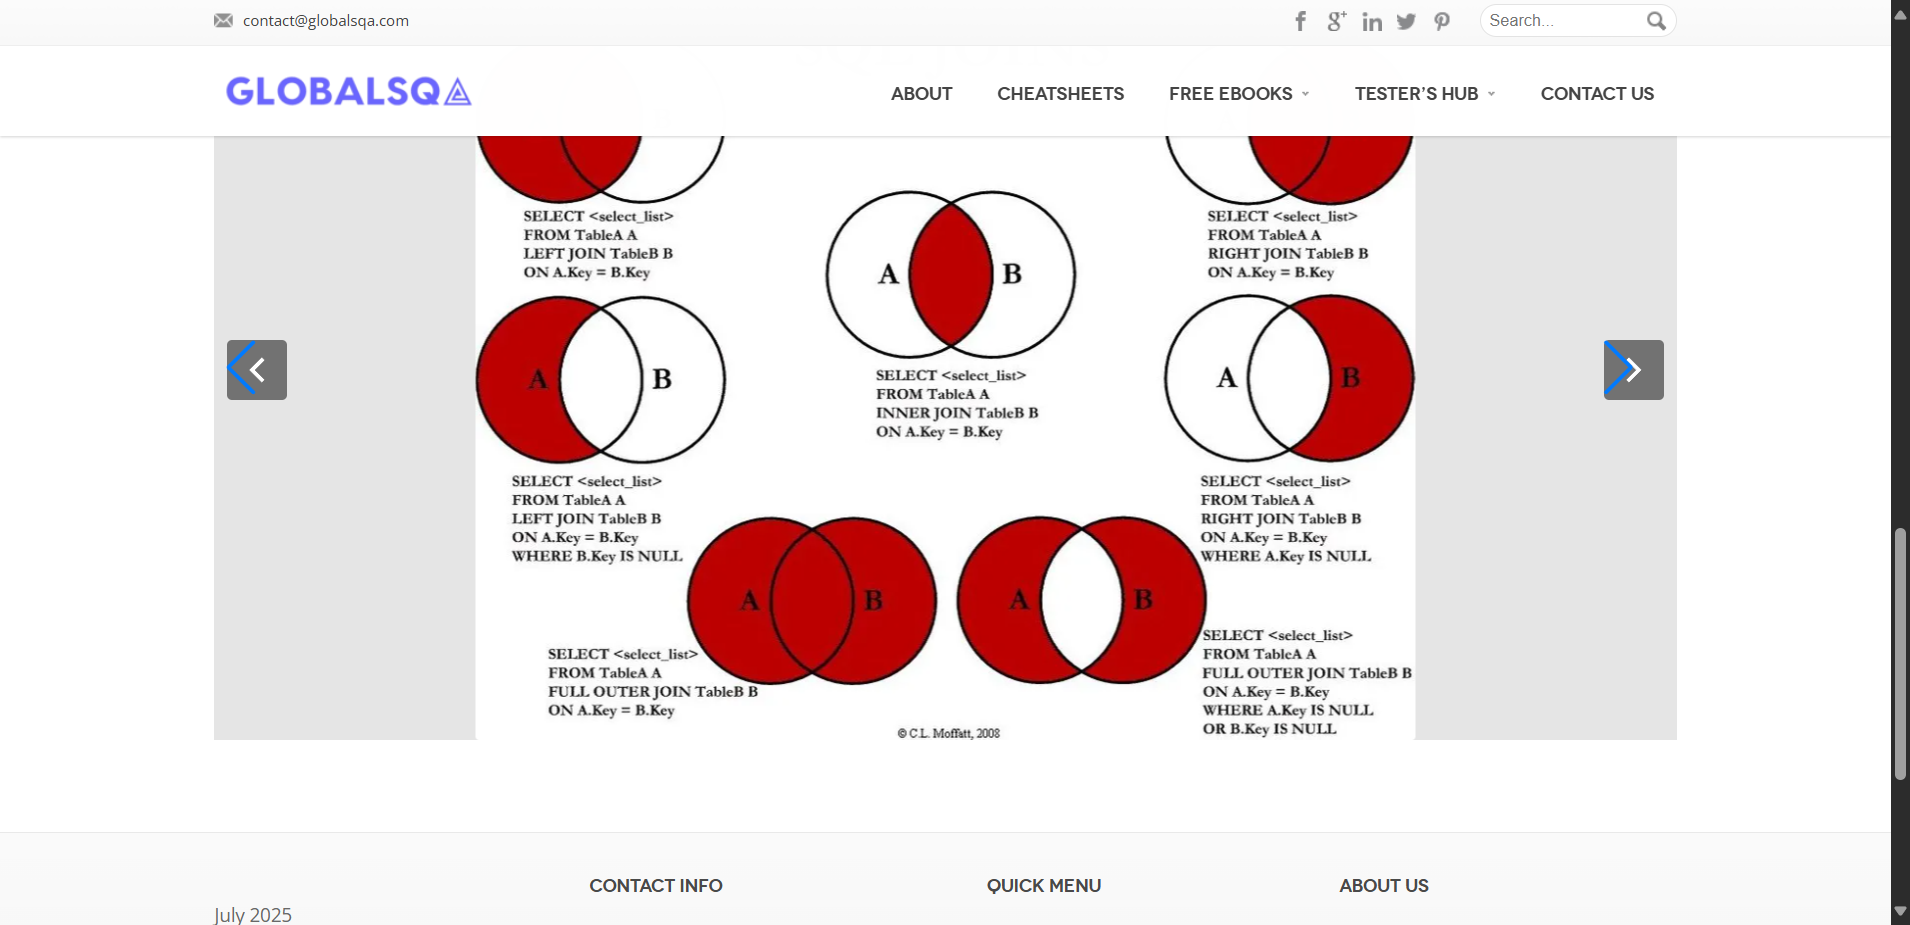 contact@globalsqa.com
Search...
GLOBALSQA
ABOUT
CHEATSHEETS
FREE EBOOKS
TESTER'S HUB
CONTACT US
SELECT <select_list>
FROM TableA A
LEFT JOIN TableB B
ON A.Key = B.Key
A B
SELECT <select_list>
FROM TableA A
INNER JOIN TableB B
ON A.Key = B.Key
SELECT <select_list>
FROM TableA A
RIGHT JOIN TableB B
ON A.Key = B.Key
A B
SELECT <select_list>
FROM TableA A
LEFT JOIN TableB B
ON A.Key = B.Key
WHERE B.Key IS NULL
A B
SELECT <select_list>
FROM TableA A
RIGHT JOIN TableB B
ON A.Key = B.Key
WHERE A.Key IS NULL
A B
SELECT <select_list>
FROM TableA A
FULL OUTER JOIN TableB B
ON A.Key = B.Key
A B
SELECT <select_list>
FROM TableA A
FULL OUTER JOIN TableB B
ON A.Key = B.Key
WHERE A.Key IS NULL
OR B.Key IS NULL
© C.L. Moffatt, 2008
CONTACT INFO
QUICK MENU
ABOUT US
July 2025